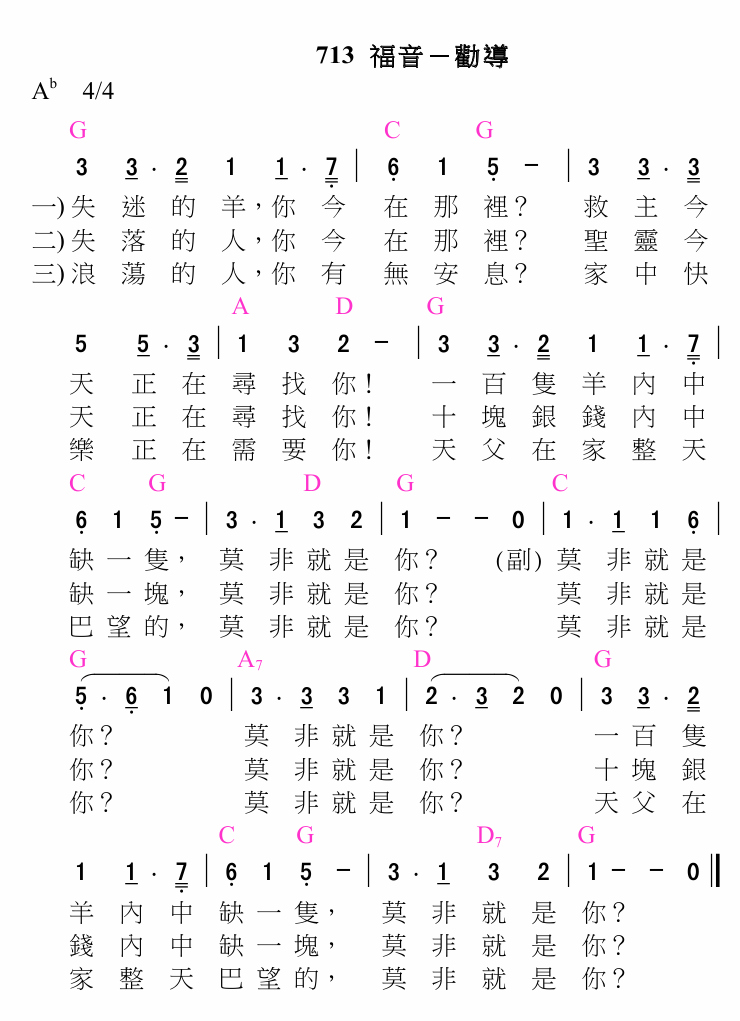 713 福音－勸導
A♭ 4/4
G C G
3 3 · 2 1 1 · 7 | 6 1 5 － | 3 3 · 3
一) 失 迷 的 羊，你 今 在 那 裡？ 救 主 今
二) 失 落 的 人，你 今 在 那 裡？ 聖 靈 今
三) 浪 蕩 的 人，你 有 無 安 息？ 家 中 快
A D G
5 5 · 3 | 1 3 2 － | 3 3 · 2 1 1 · 7 |
天 正 在 尋 找 你！ 一 百 隻 羊 內 中
天 正 在 尋 找 你！ 十 塊 銀 錢 內 中
樂 正 在 需 要 你！ 天 父 在 家 整 天
C G D G C
6 1 5 － | 3 · 1 3 2 | 1 － － 0 | 1 · 1 1 6 |
缺 一 隻， 莫 非 就 是 你？ (副) 莫 非 就 是
缺 一 塊， 莫 非 就 是 你？ 莫 非 就 是
巴 望 的， 莫 非 就 是 你？ 莫 非 就 是
G A7 D G
5 · 6 1 0 | 3 · 3 3 1 | 2 · 3 2 0 | 3 3 · 2
你？ 莫 非 就 是 你？ 一 百 隻
你？ 莫 非 就 是 你？ 十 塊 銀
你？ 莫 非 就 是 你？ 天 父 在
C G D7 G
1 1 · 7 | 6 1 5 － | 3 · 1 3 2 | 1 － － 0 ‖
羊 內 中 缺 一 隻， 莫 非 就 是 你？
錢 內 中 缺 一 塊， 莫 非 就 是 你？
家 整 天 巴 望 的， 莫 非 就 是 你？